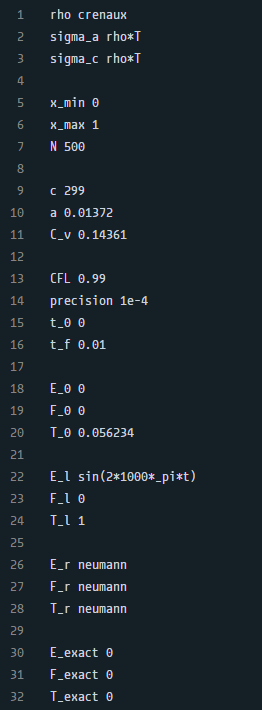 1 rho crenaux
2 sigma_a rho*T
3 sigma_c rho*T
4
5 x_min 0
6 x_max 1
7 N 500
8
9 c 299
10 a 0.01372
11 C_v 0.14361
12
13 CFL 0.99
14 precision 1e-4
15 t_0 0
16 t_f 0.01
17
18 E_0 0
19 F_0 0
20 T_0 0.056234
21
22 E_l sin(2*1000*_pi*t)
23 F_l 0
24 T_l 1
25
26 E_r neumann
27 F_r neumann
28 T_r neumann
29
30 E_exact 0
31 F_exact 0
32 T_exact 0